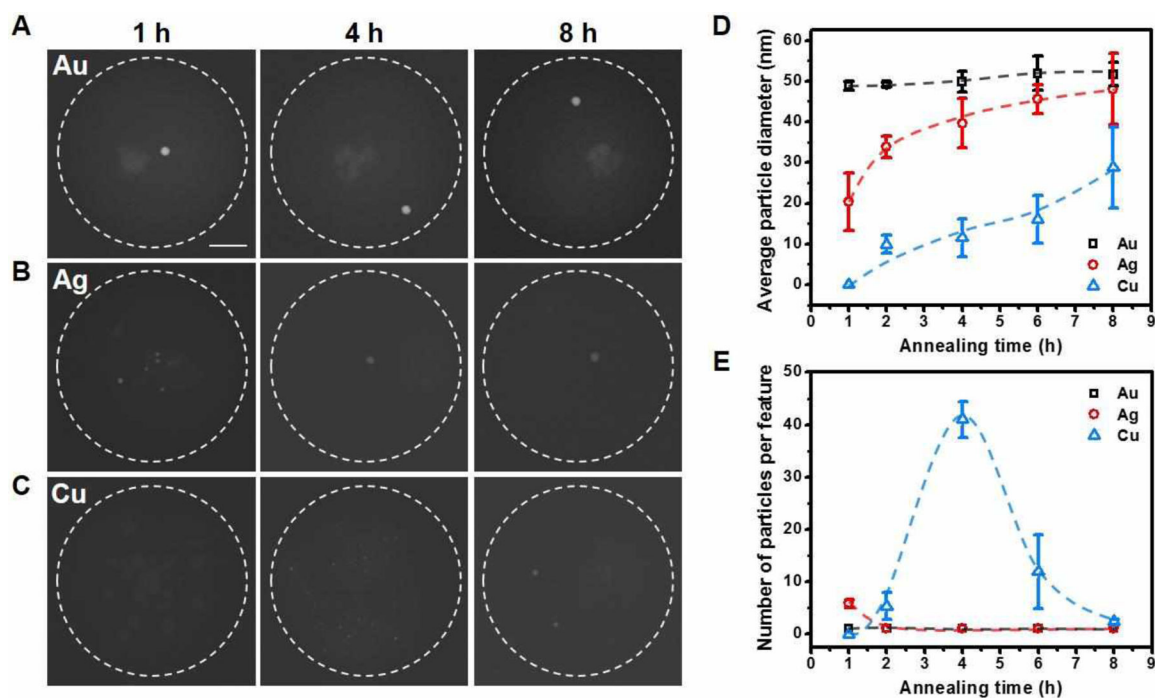 A
1 h
4 h
8 h
Au
B
Ag
C
Cu
D
Average particle diameter (nm)
60
50
40
30
20
10
0
0 1 2 3 4 5 6 7 8 9
Annealing time (h)
Au
Ag
Cu
E
Number of particles per feature
50
40
30
20
10
0
0 1 2 3 4 5 6 7 8 9
Annealing time (h)
Au
Ag
Cu